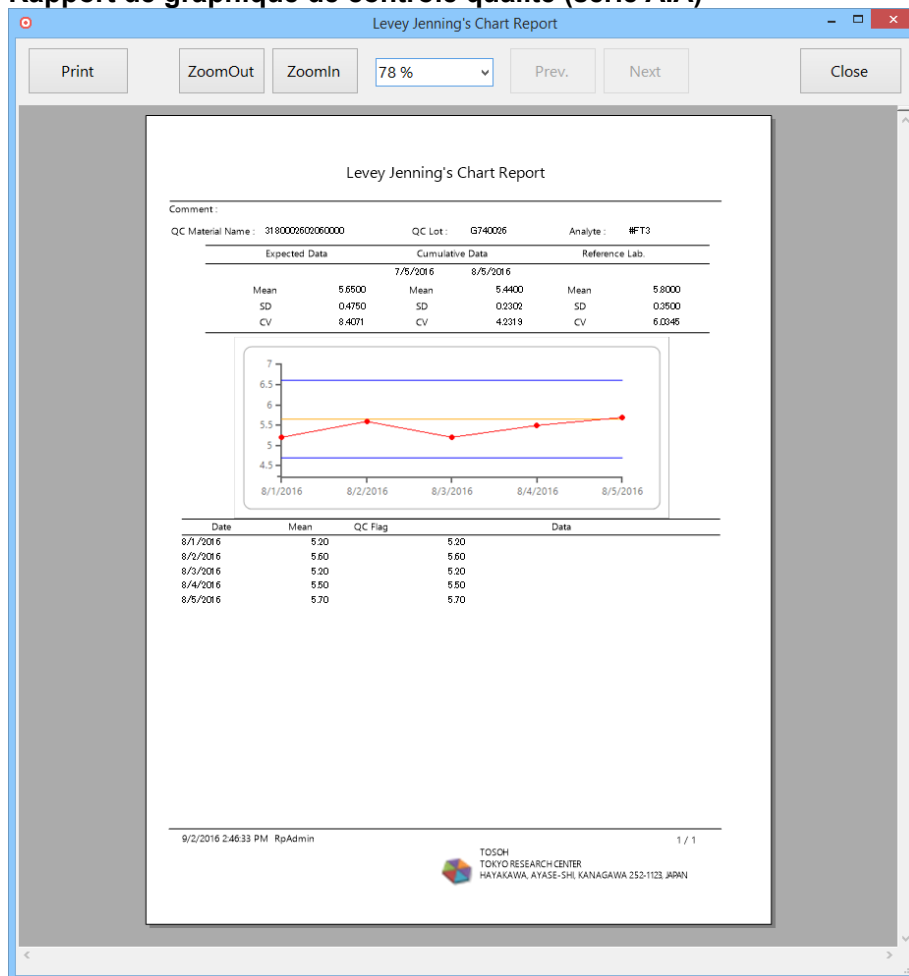 Rapport de graphique de contrôle qualité (série AIA)
Levey Jenning's Chart Report
Print ZoomOut ZoomIn 78 % Prev. Next Close
Levey Jenning's Chart Report
Comment :
QC Material Name : 3180002602060000 QC Lot : G740026 Analyte : #FT3
Expected Data Cumulative Data Reference Lab.
7/5/2016 8/5/2016
Mean 5.6500 Mean 5.4400 Mean 5.8000
SD 0.4750 SD 0.2302 SD 0.3500
CV 8.4071 CV 4.2319 CV 6.0345
7
6.5
6
5.5
5
4.5
8/1/2016 8/2/2016 8/3/2016 8/4/2016 8/5/2016
Date Mean QC Flag Data
8/1/2016 5.20 5.20
8/2/2016 5.60 5.60
8/3/2016 5.20 5.20
8/4/2016 5.50 5.50
8/5/2016 5.70 5.70
9/2/2016 2:46:33 PM RpAdmin 1 / 1
TOSOH
TOKYO RESEARCH CENTER
HAYAKAWA, AYASE-SHI, KANAGAWA 252-1123, JAPAN